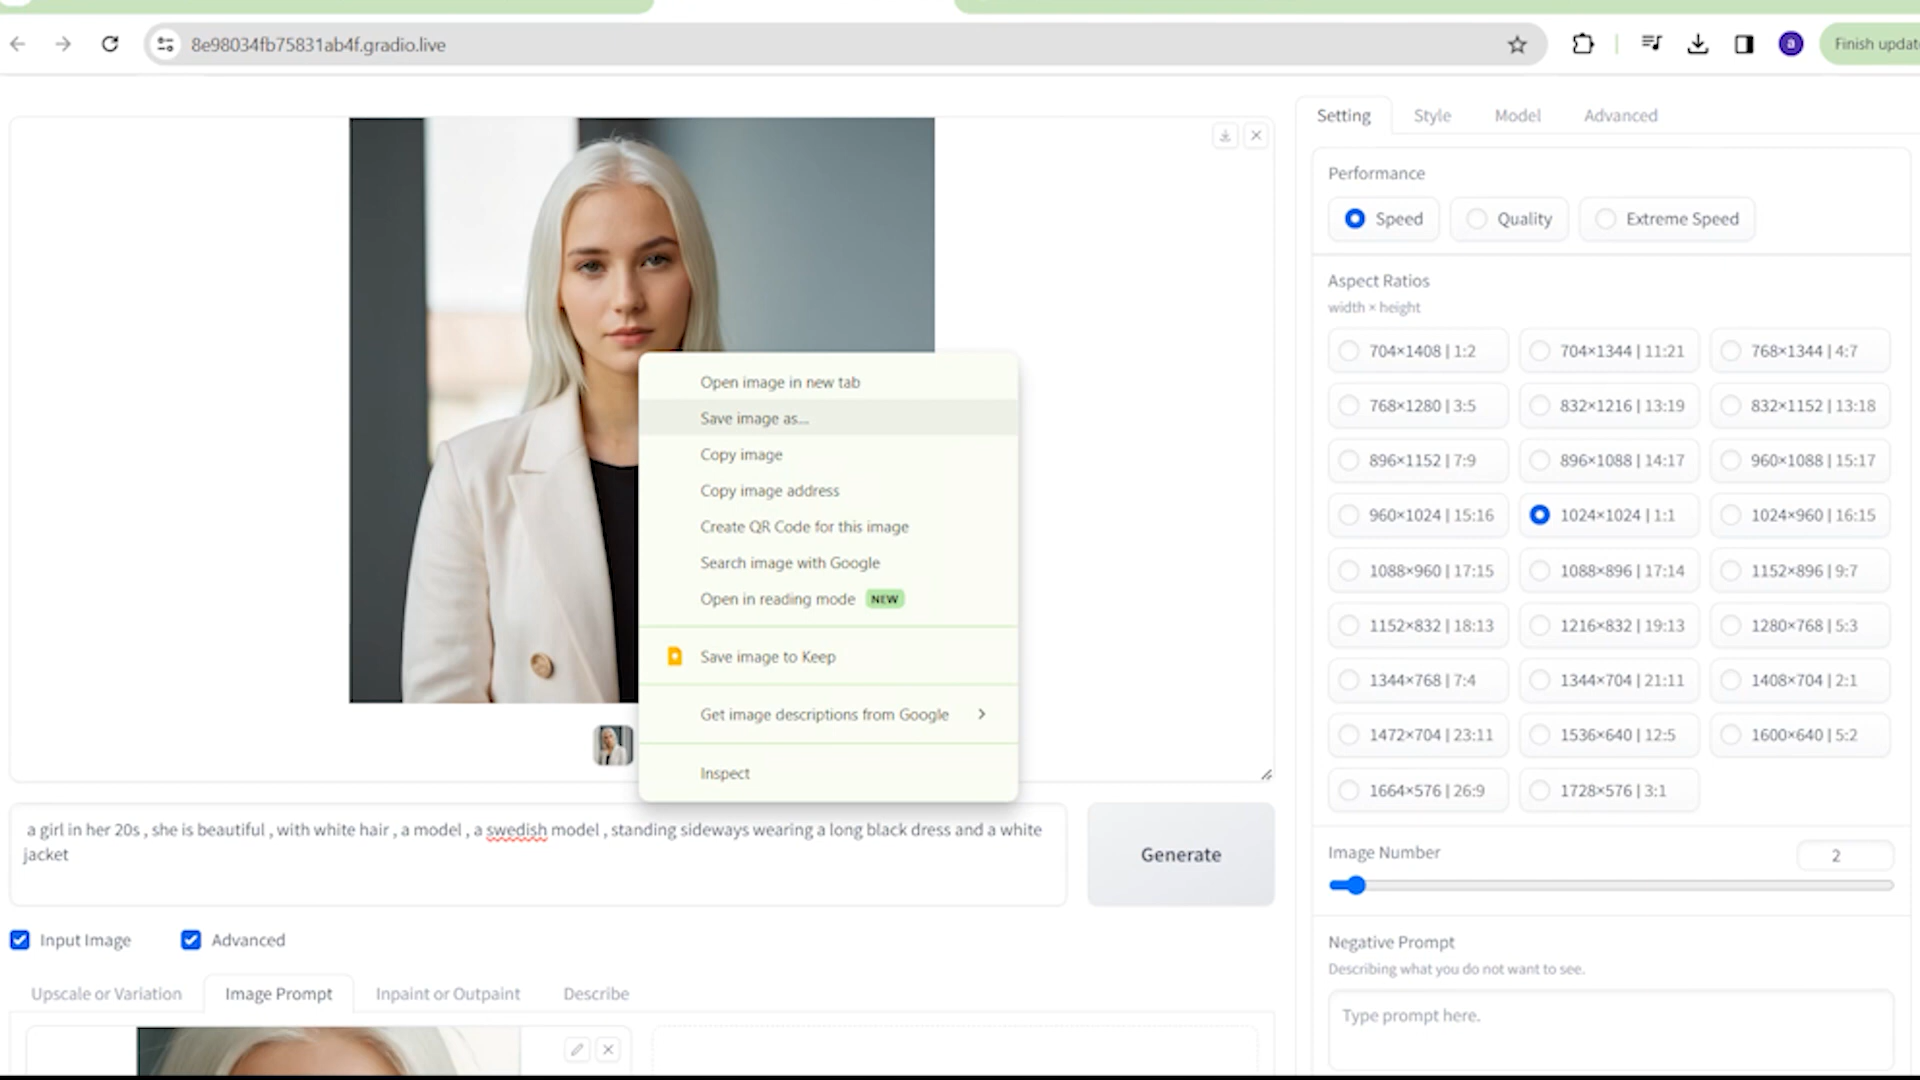 8e98034fb75831ab4f.gradio.live
a
Finish updat
Setting
Style
Model
Advanced
Performance
Speed
Quality
Extreme Speed
Aspect Ratios
width × height
704×1408 | 1:2
704×1344 | 11:21
768×1344 | 4:7
768×1280 | 3:5
832×1216 | 13:19
832×1152 | 13:18
896×1152 | 7:9
896×1088 | 14:17
960×1088 | 15:17
960×1024 | 15:16
1024×1024 | 1:1
1024×960 | 16:15
1088×960 | 17:15
1088×896 | 17:14
1152×896 | 9:7
1152×832 | 18:13
1216×832 | 19:13
1280×768 | 5:3
1344×768 | 7:4
1344×704 | 21:11
1408×704 | 2:1
1472×704 | 23:11
1536×640 | 12:5
1600×640 | 5:2
1664×576 | 26:9
1728×576 | 3:1
Image Number
2
Negative Prompt
Describing what you do not want to see.
Type prompt here.
Open image in new tab
Save image as...
Copy image
Copy image address
Create QR Code for this image
Search image with Google
Open in reading mode NEW
Save image to Keep
Get image descriptions from Google
Inspect
a girl in her 20s , she is beautiful , with white hair , a model , a swedish model , standing sideways wearing a long black dress and a white
jacket
Generate
Input Image
Advanced
Upscale or Variation
Image Prompt
Inpaint or Outpaint
Describe